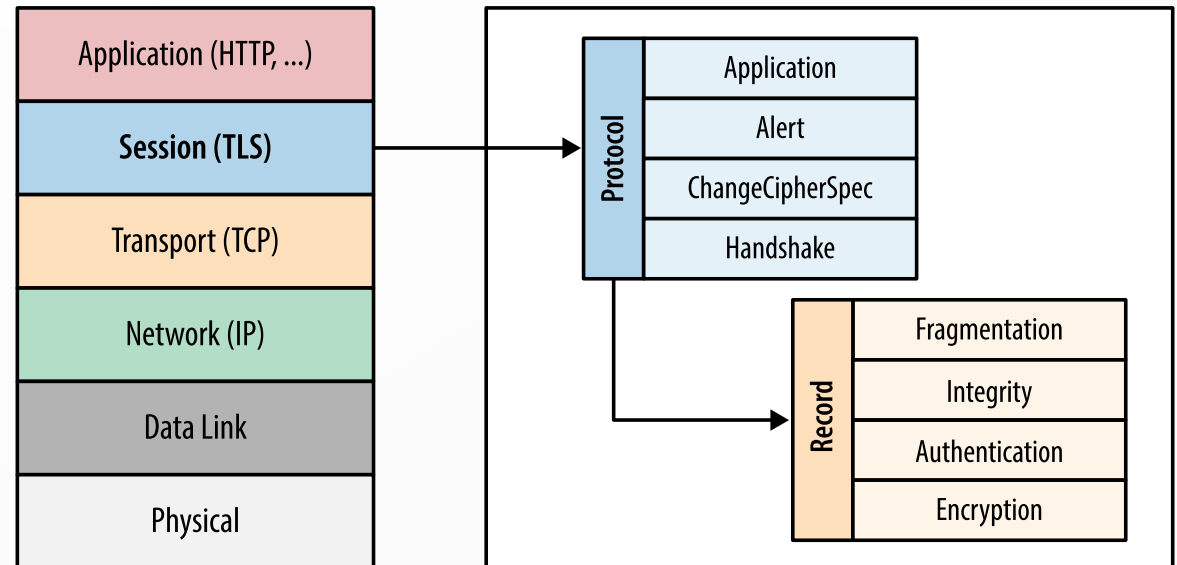 Application (HTTP, ...)
Session (TLS)
Transport (TCP)
Network (IP)
Data Link
Physical
Protocol
Application
Alert
ChangeCipherSpec
Handshake
Record
Fragmentation
Integrity
Authentication
Encryption